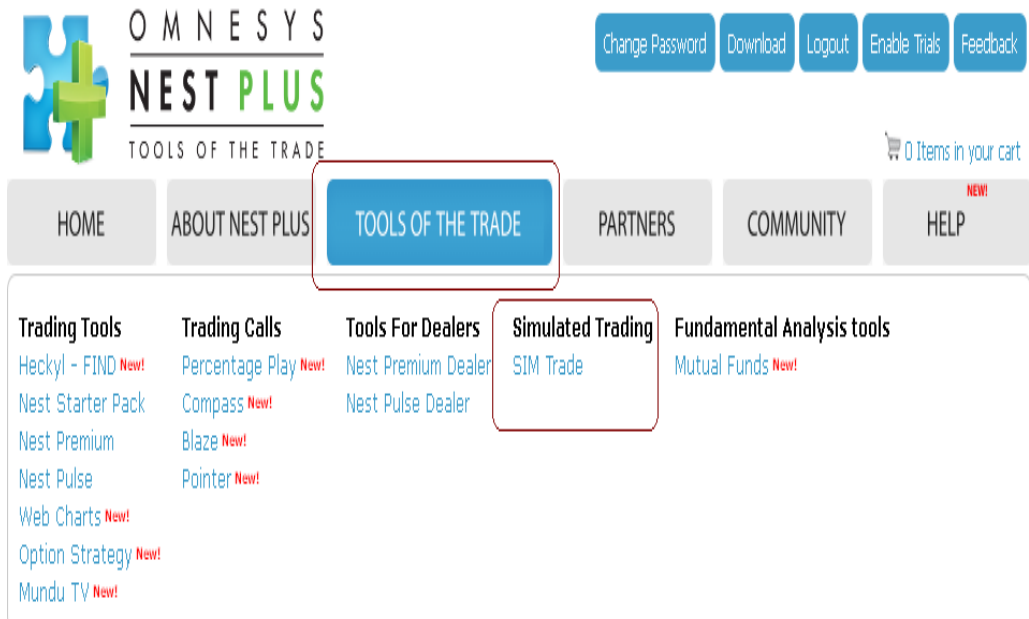 OMNESYS
NEST PLUS
TOOLS OF THE TRADE
Change Password Download Logout Enable Trials Feedback
0 Items in your cart
HOME ABOUT NEST PLUS TOOLS OF THE TRADE PARTNERS COMMUNITY HELP NEW!
Trading Tools
Heckyl - FIND New!
Nest Starter Pack
Nest Premium
Nest Pulse
Web Charts New!
Option Strategy New!
Mundu TV New!
Trading Calls
Percentage Play New!
Compass New!
Blaze New!
Pointer New!
Tools For Dealers
Nest Premium Dealer
Nest Pulse Dealer
Simulated Trading
SIM Trade
Fundamental Analysis tools
Mutual Funds New!